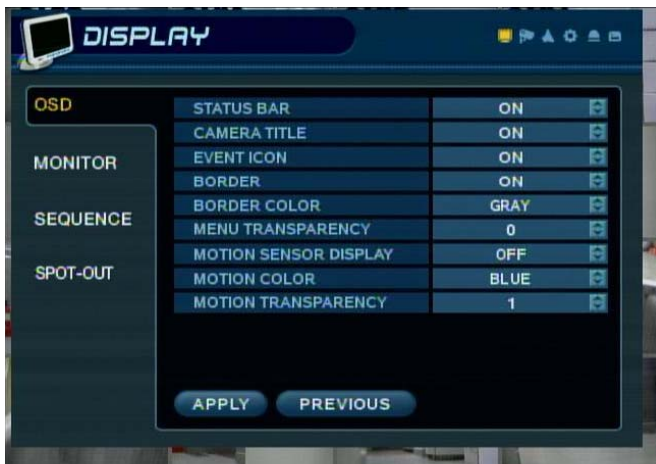 DISPLAY
OSD
MONITOR
SEQUENCE
SPOT-OUT
STATUS BAR ON
CAMERA TITLE ON
EVENT ICON ON
BORDER ON
BORDER COLOR GRAY
MENU TRANSPARENCY 0
MOTION SENSOR DISPLAY OFF
MOTION COLOR BLUE
MOTION TRANSPARENCY 1
APPLY PREVIOUS